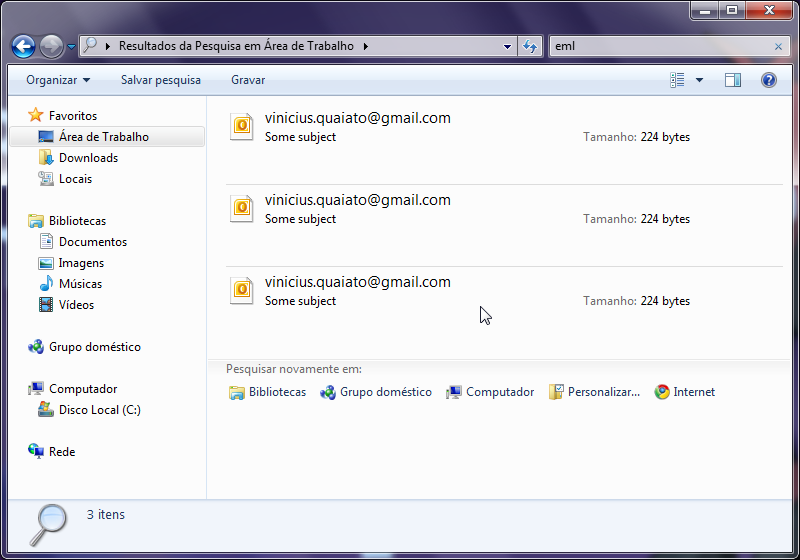 Resultados da Pesquisa em Área de Trabalho
eml
Organizar
Salvar pesquisa
Gravar
Favoritos
Área de Trabalho
Downloads
Locais
Bibliotecas
Documentos
Imagens
Músicas
Vídeos
Grupo doméstico
Computador
Disco Local (C:)
Rede
vinicius.quaiato@gmail.com
Some subject Tamanho: 224 bytes
vinicius.quaiato@gmail.com
Some subject Tamanho: 224 bytes
vinicius.quaiato@gmail.com
Some subject Tamanho: 224 bytes
Pesquisar novamente em:
Bibliotecas Grupo doméstico Computador Personalizar... Internet
3 itens